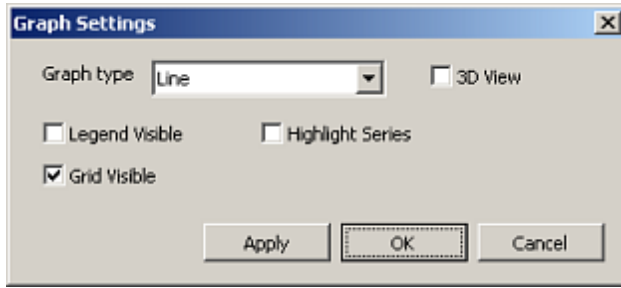 Graph Settings
Graph type Line 3D View
Legend Visible Highlight Series
Grid Visible
Apply OK Cancel